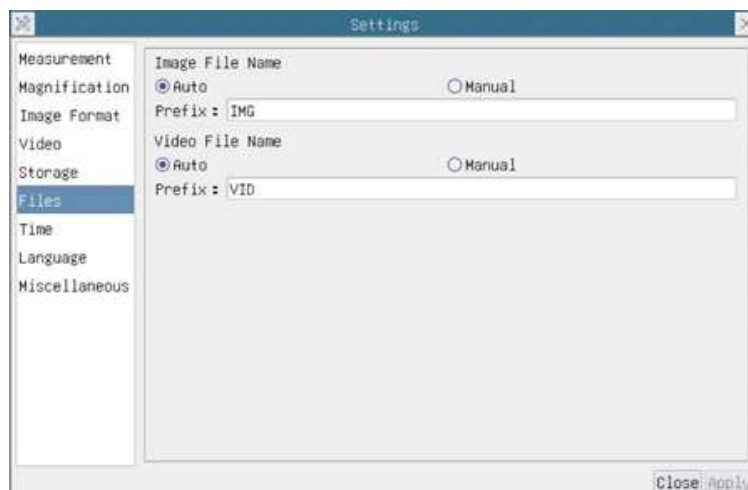 Settings
Measurement
Magnification
Image Format
Video
Storage
Files
Time
Language
Miscellaneous
Image File Name
Auto Manual
Prefix: IMG
Video File Name
Auto Manual
Prefix: VID
Close Apply